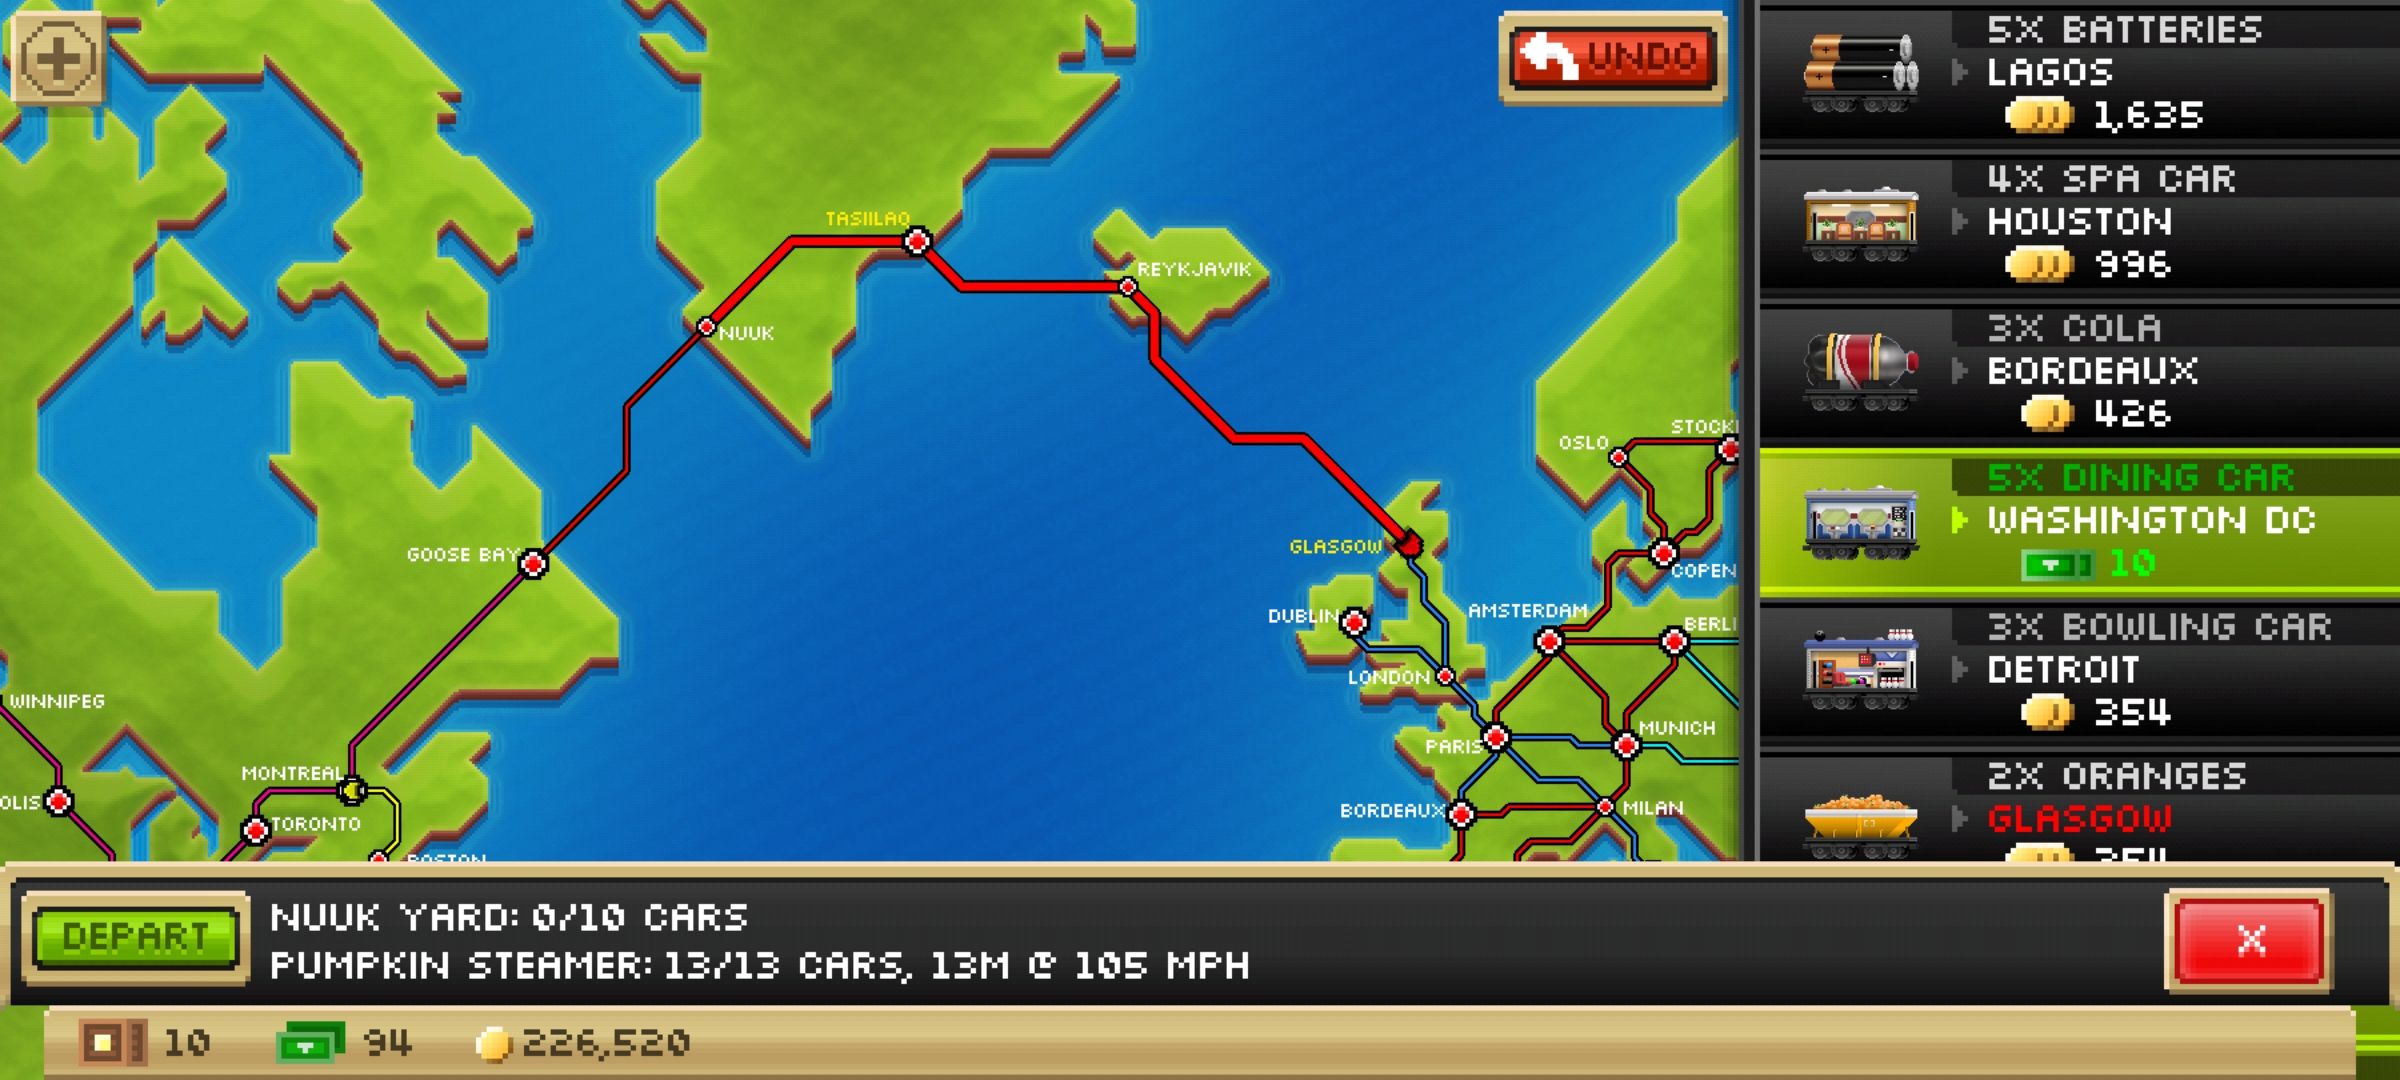 UNDO
TASIILAQ
REYKJAVIK
NUUK
OSLO
GOOSE BAY
GLASGOW
COPEN
DUBLIN
AMSTERDAM
BERLI
LONDON
WINNIPEG
MUNICH
PARIS
MONTREAL
OLIS
TORONTO
BORDEAUX
MILAN
BOSTON
5X BATTERIES
LAGOS
1,635
4X SPA CAR
HOUSTON
996
3X COLA
BORDEAUX
426
5X DINING CAR
WASHINGTON DC
10
3X BOWLING CAR
DETROIT
354
2X ORANGES
GLASGOW
DEPART
NUUK YARD: 0/10 CARS
PUMPKIN STEAMER: 13/13 CARS, 13M @ 105 MPH
X
10
94
226,520